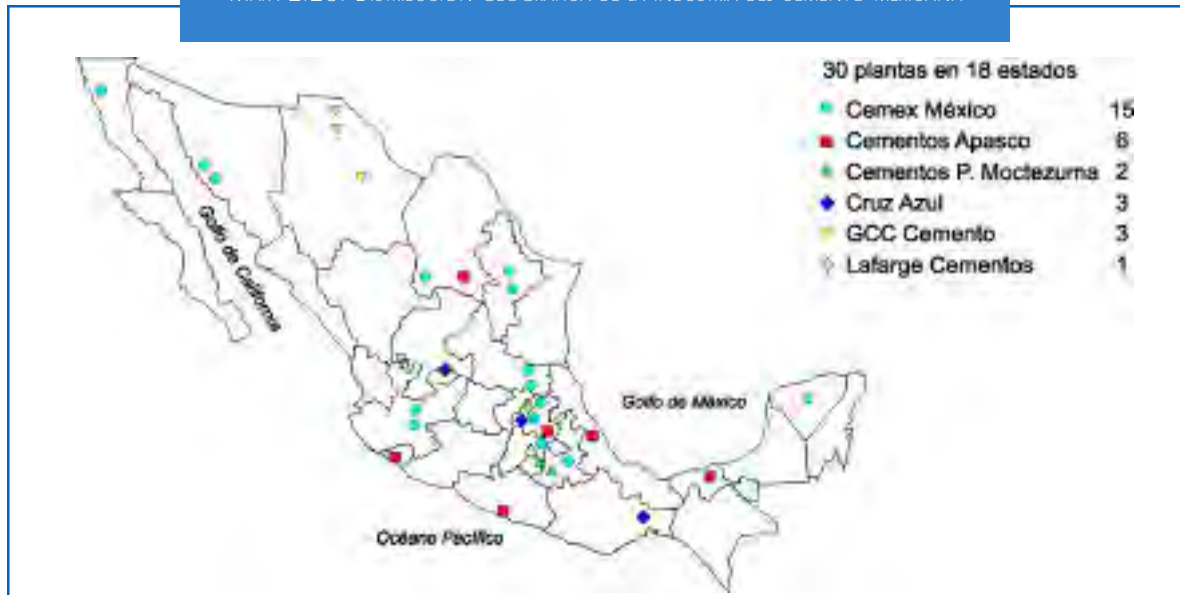 30 plantas en 18 estados
Cemex México 15
Cementos Apasco 6
Cementos P. Moctezuma 2
Cruz Azul 3
GCC Cemento 3
Lafarge Cementos 1
Golfo de California
Golfo de México
Océano Pacífico